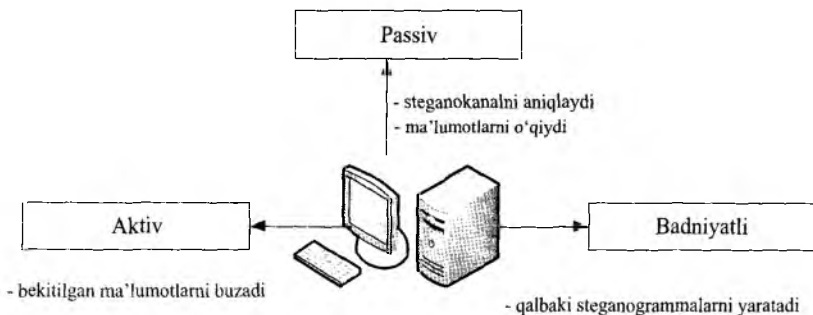 Passiv
- steganokanalni aniqlaydi
- ma’lumotlarni o‘qiydi
Aktiv
Badniyatli
- bekitilgan ma’lumotlarni buzadi
- qalbaki steganogrammalarni yaratadi